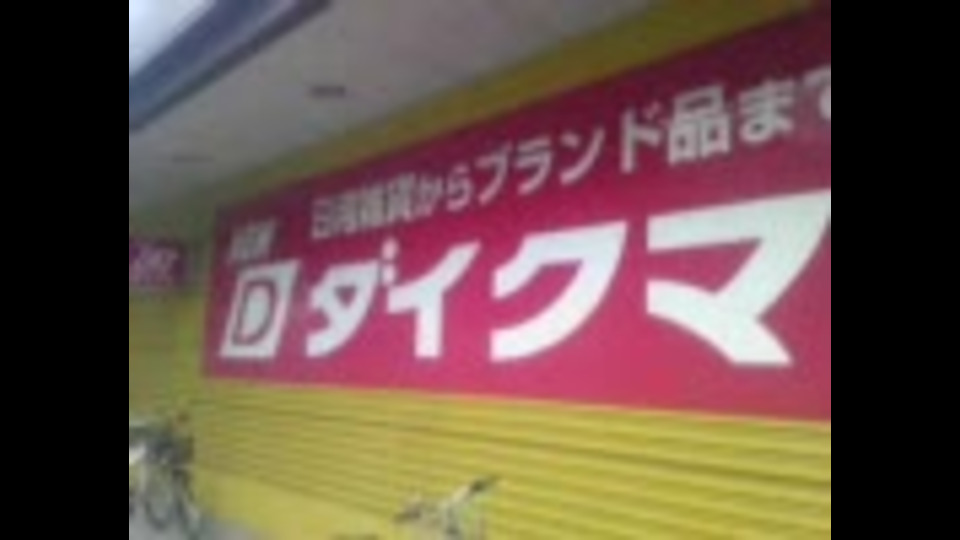 日用雑貨からブランド品まで
D ダイクマ